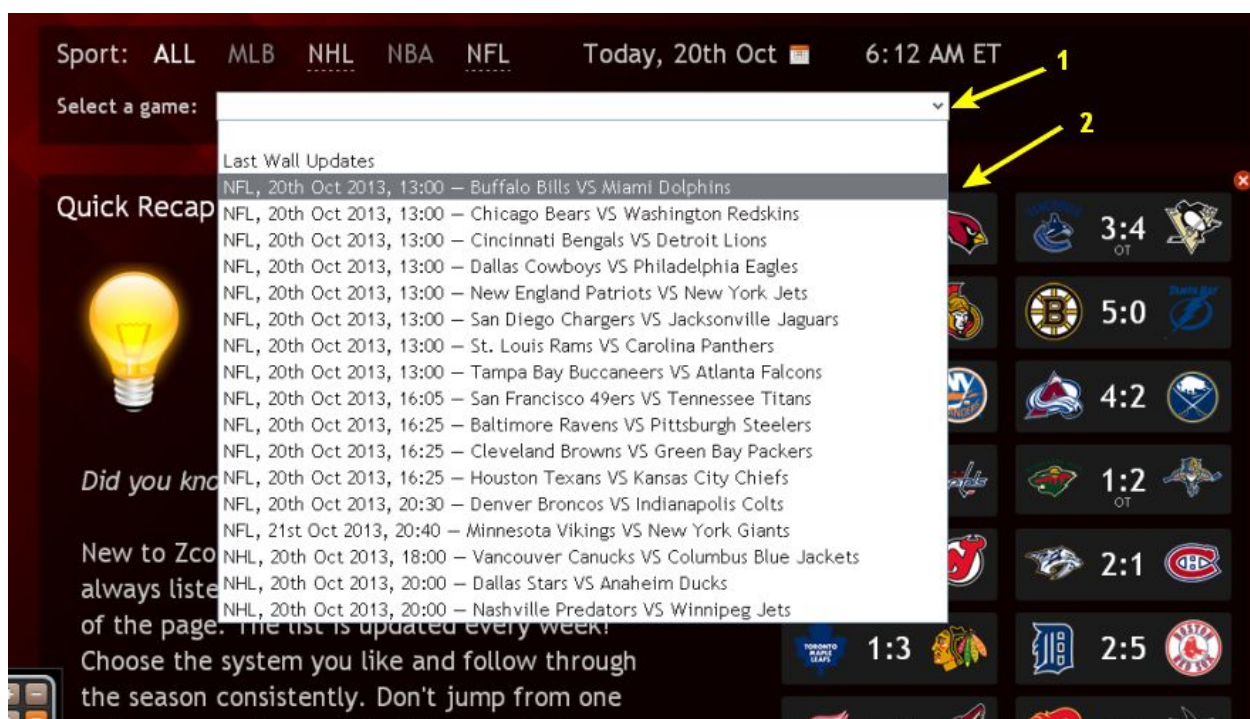 Sport: ALL MLB NHL NBA NFL Today, 20th Oct 6:12 AM ET
1
Select a game:
2
Last Wall Updates
NFL, 20th Oct 2013, 13:00 — Buffalo Bills VS Miami Dolphins
NFL, 20th Oct 2013, 13:00 — Chicago Bears VS Washington Redskins
NFL, 20th Oct 2013, 13:00 — Cincinnati Bengals VS Detroit Lions
NFL, 20th Oct 2013, 13:00 — Dallas Cowboys VS Philadelphia Eagles
NFL, 20th Oct 2013, 13:00 — New England Patriots VS New York Jets
NFL, 20th Oct 2013, 13:00 — San Diego Chargers VS Jacksonville Jaguars
NFL, 20th Oct 2013, 13:00 — St. Louis Rams VS Carolina Panthers
NFL, 20th Oct 2013, 13:00 — Tampa Bay Buccaneers VS Atlanta Falcons
NFL, 20th Oct 2013, 16:05 — San Francisco 49ers VS Tennessee Titans
NFL, 20th Oct 2013, 16:25 — Baltimore Ravens VS Pittsburgh Steelers
NFL, 20th Oct 2013, 16:25 — Cleveland Browns VS Green Bay Packers
NFL, 20th Oct 2013, 16:25 — Houston Texans VS Kansas City Chiefs
NFL, 20th Oct 2013, 20:30 — Denver Broncos VS Indianapolis Colts
NFL, 21st Oct 2013, 20:40 — Minnesota Vikings VS New York Giants
NHL, 20th Oct 2013, 18:00 — Vancouver Canucks VS Columbus Blue Jackets
NHL, 20th Oct 2013, 20:00 — Dallas Stars VS Anaheim Ducks
NHL, 20th Oct 2013, 20:00 — Nashville Predators VS Winnipeg Jets
Quick Recap
Did you kno
New to Zco
always liste
of the page. The list is updated every week!
Choose the system you like and follow through
the season consistently. Don't jump from one
3:4
OT
TAMPA BAY
5:0
4:2
1:2
OT
2:1
TORONTO
MAPLE
LEAFS
1:3
2:5